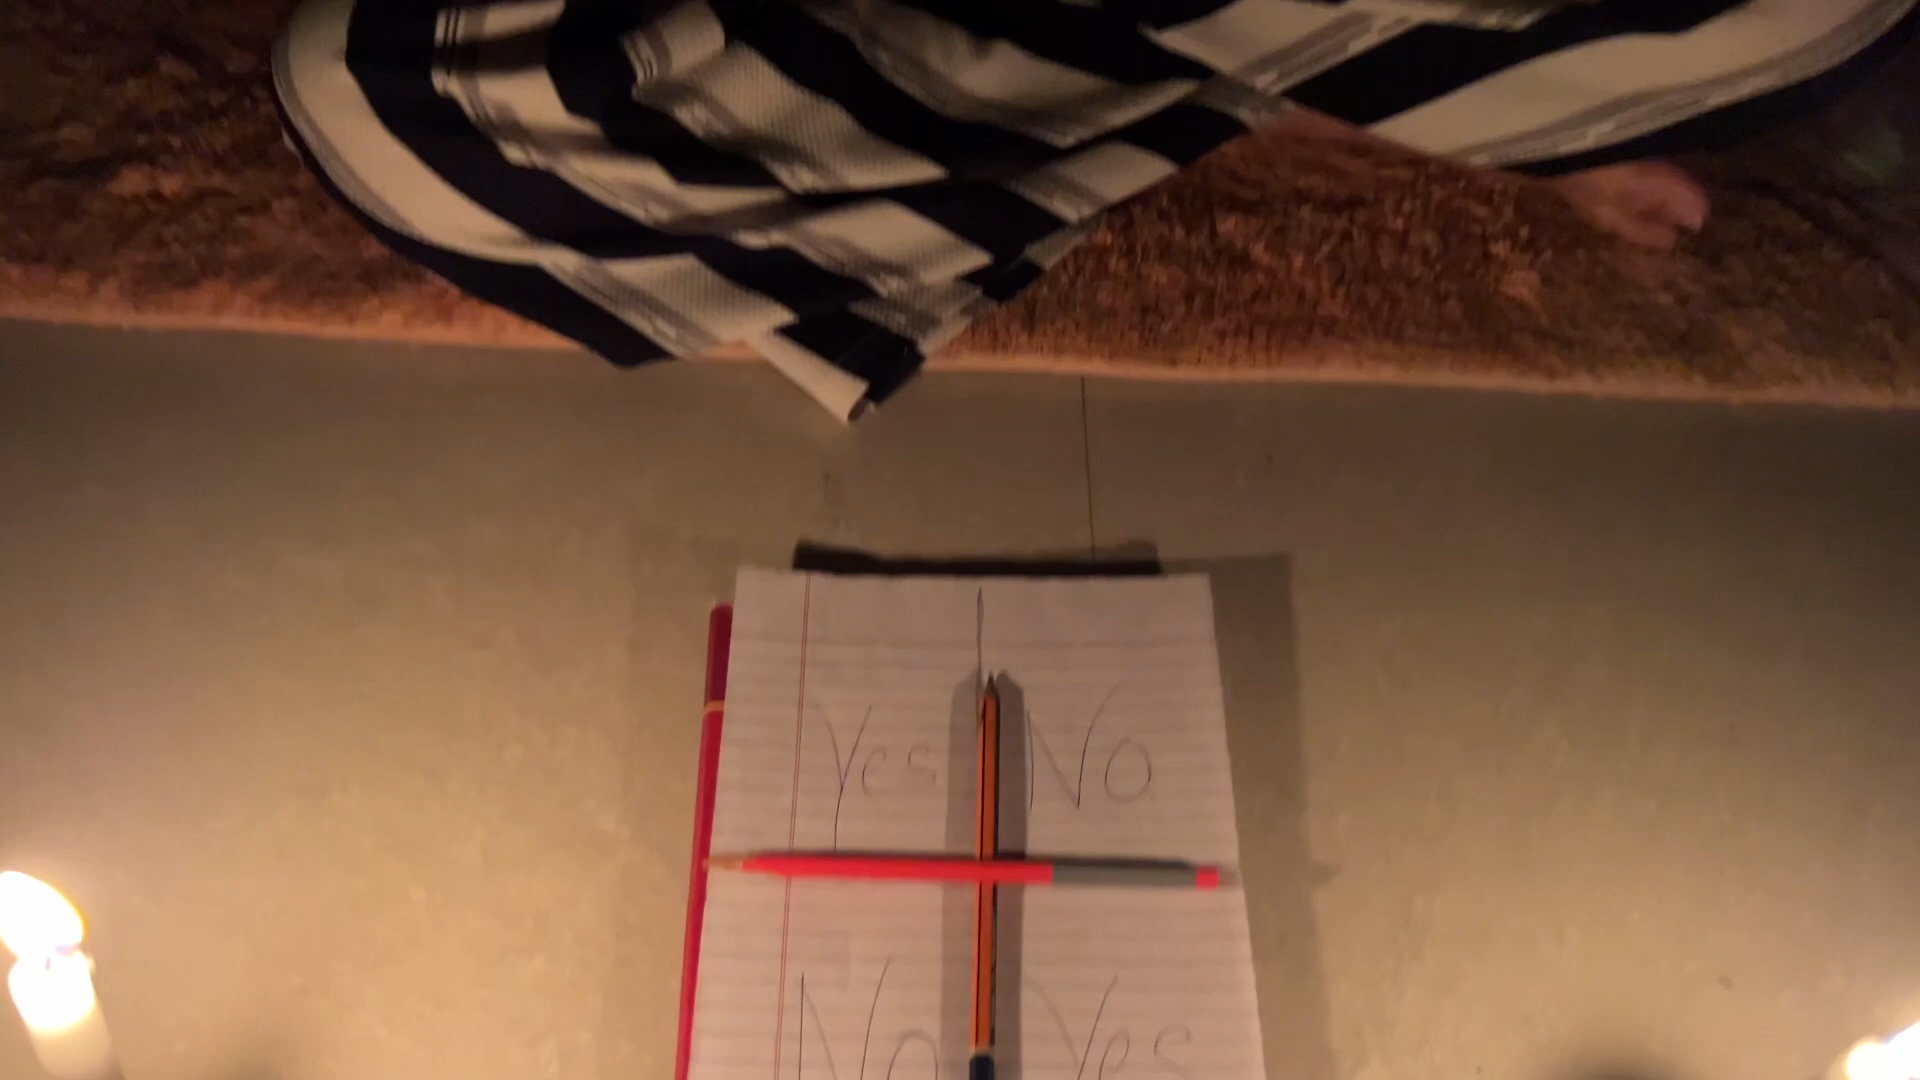 Yes No
No Yes